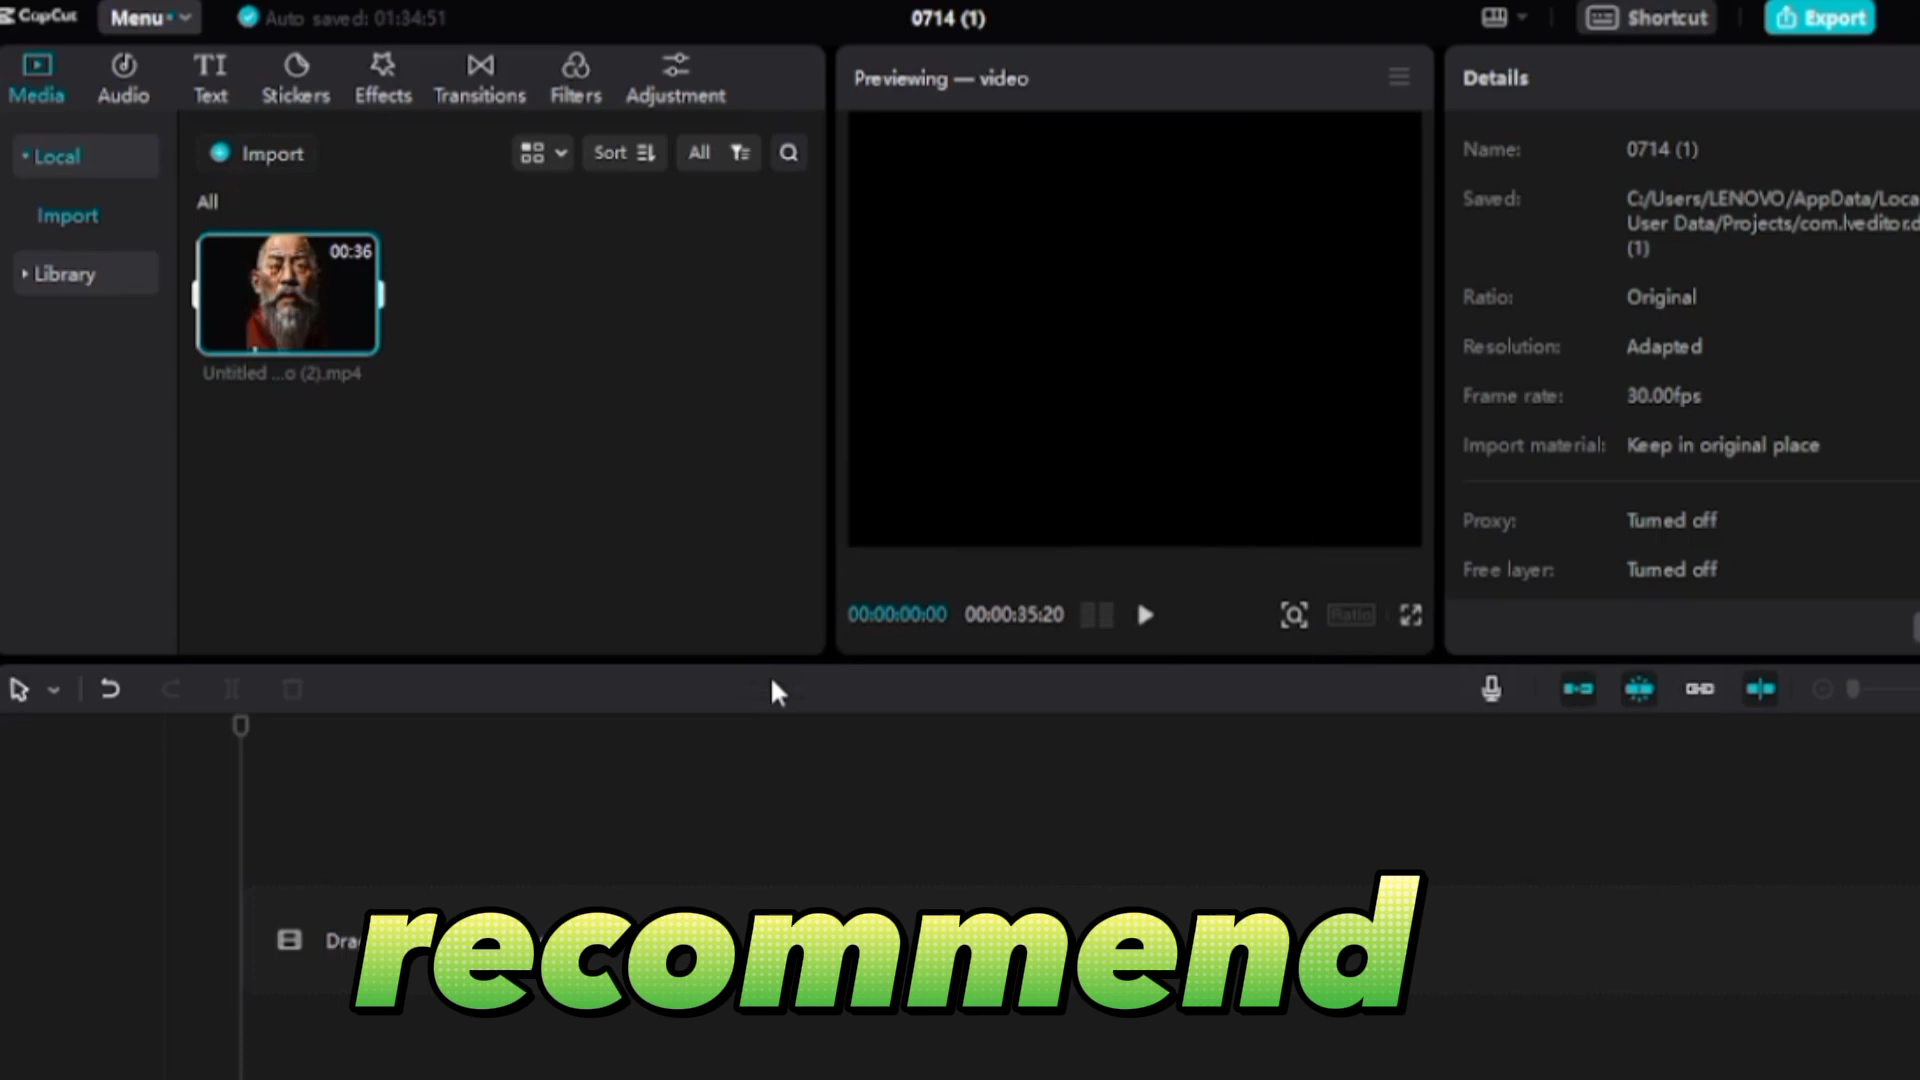 CapCut
Menu
Auto saved: 01:34:51
0714 (1)
Shortcut
Export
Media
Audio
TI
Text
Stickers
Effects
Transitions
Filters
Adjustment
Local
Import
Library
Import
Sort
All
All
00:36
Untitled ...o (2).mp4
Previewing — video
00:00:00:00
00:00:35:20
Ratio
Details
Name: 0714 (1)
Saved: C:/Users/LENOVO/AppData/Loca
User Data/Projects/com.lveditor.d
(1)
Ratio: Original
Resolution: Adapted
Frame rate: 30.00fps
Import material: Keep in original place
Proxy: Turned off
Free layer: Turned off
Dra
recommend